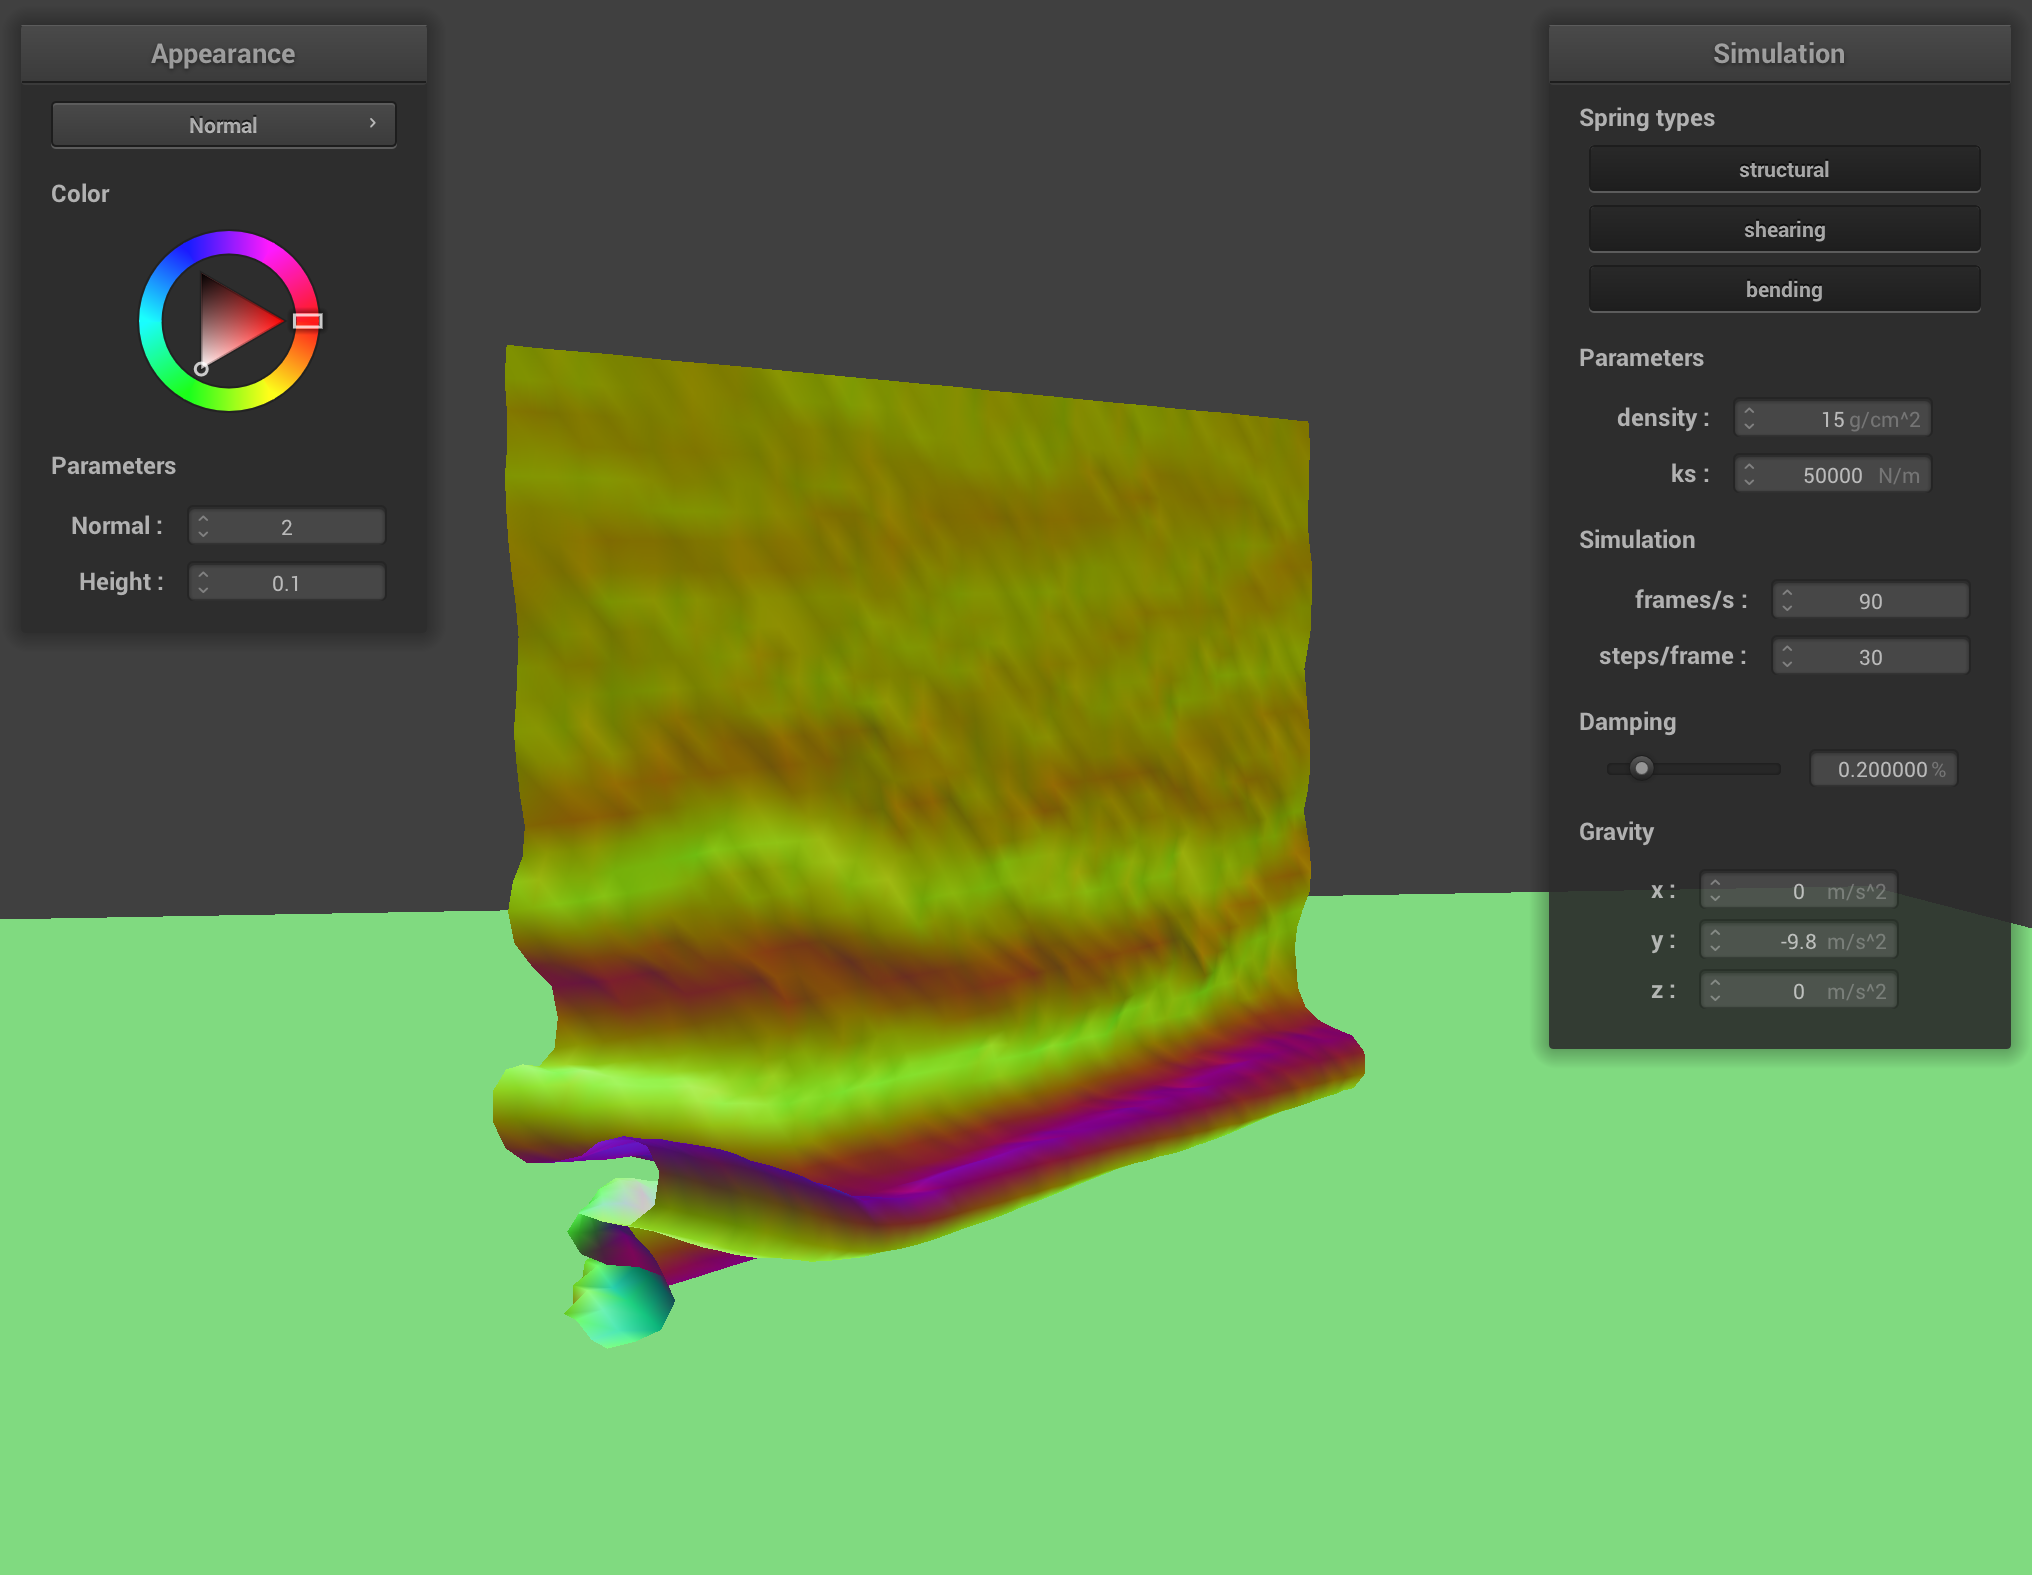 Appearance
Normal
Color
Parameters
Normal : 2
Height : 0.1
Simulation
Spring types
structural
shearing
bending
Parameters
density : 15 g/cm^2
ks : 50000 N/m
Simulation
frames/s : 90
steps/frame : 30
Damping
0.200000 %
Gravity
x : 0 m/s^2
y : -9.8 m/s^2
z : 0 m/s^2